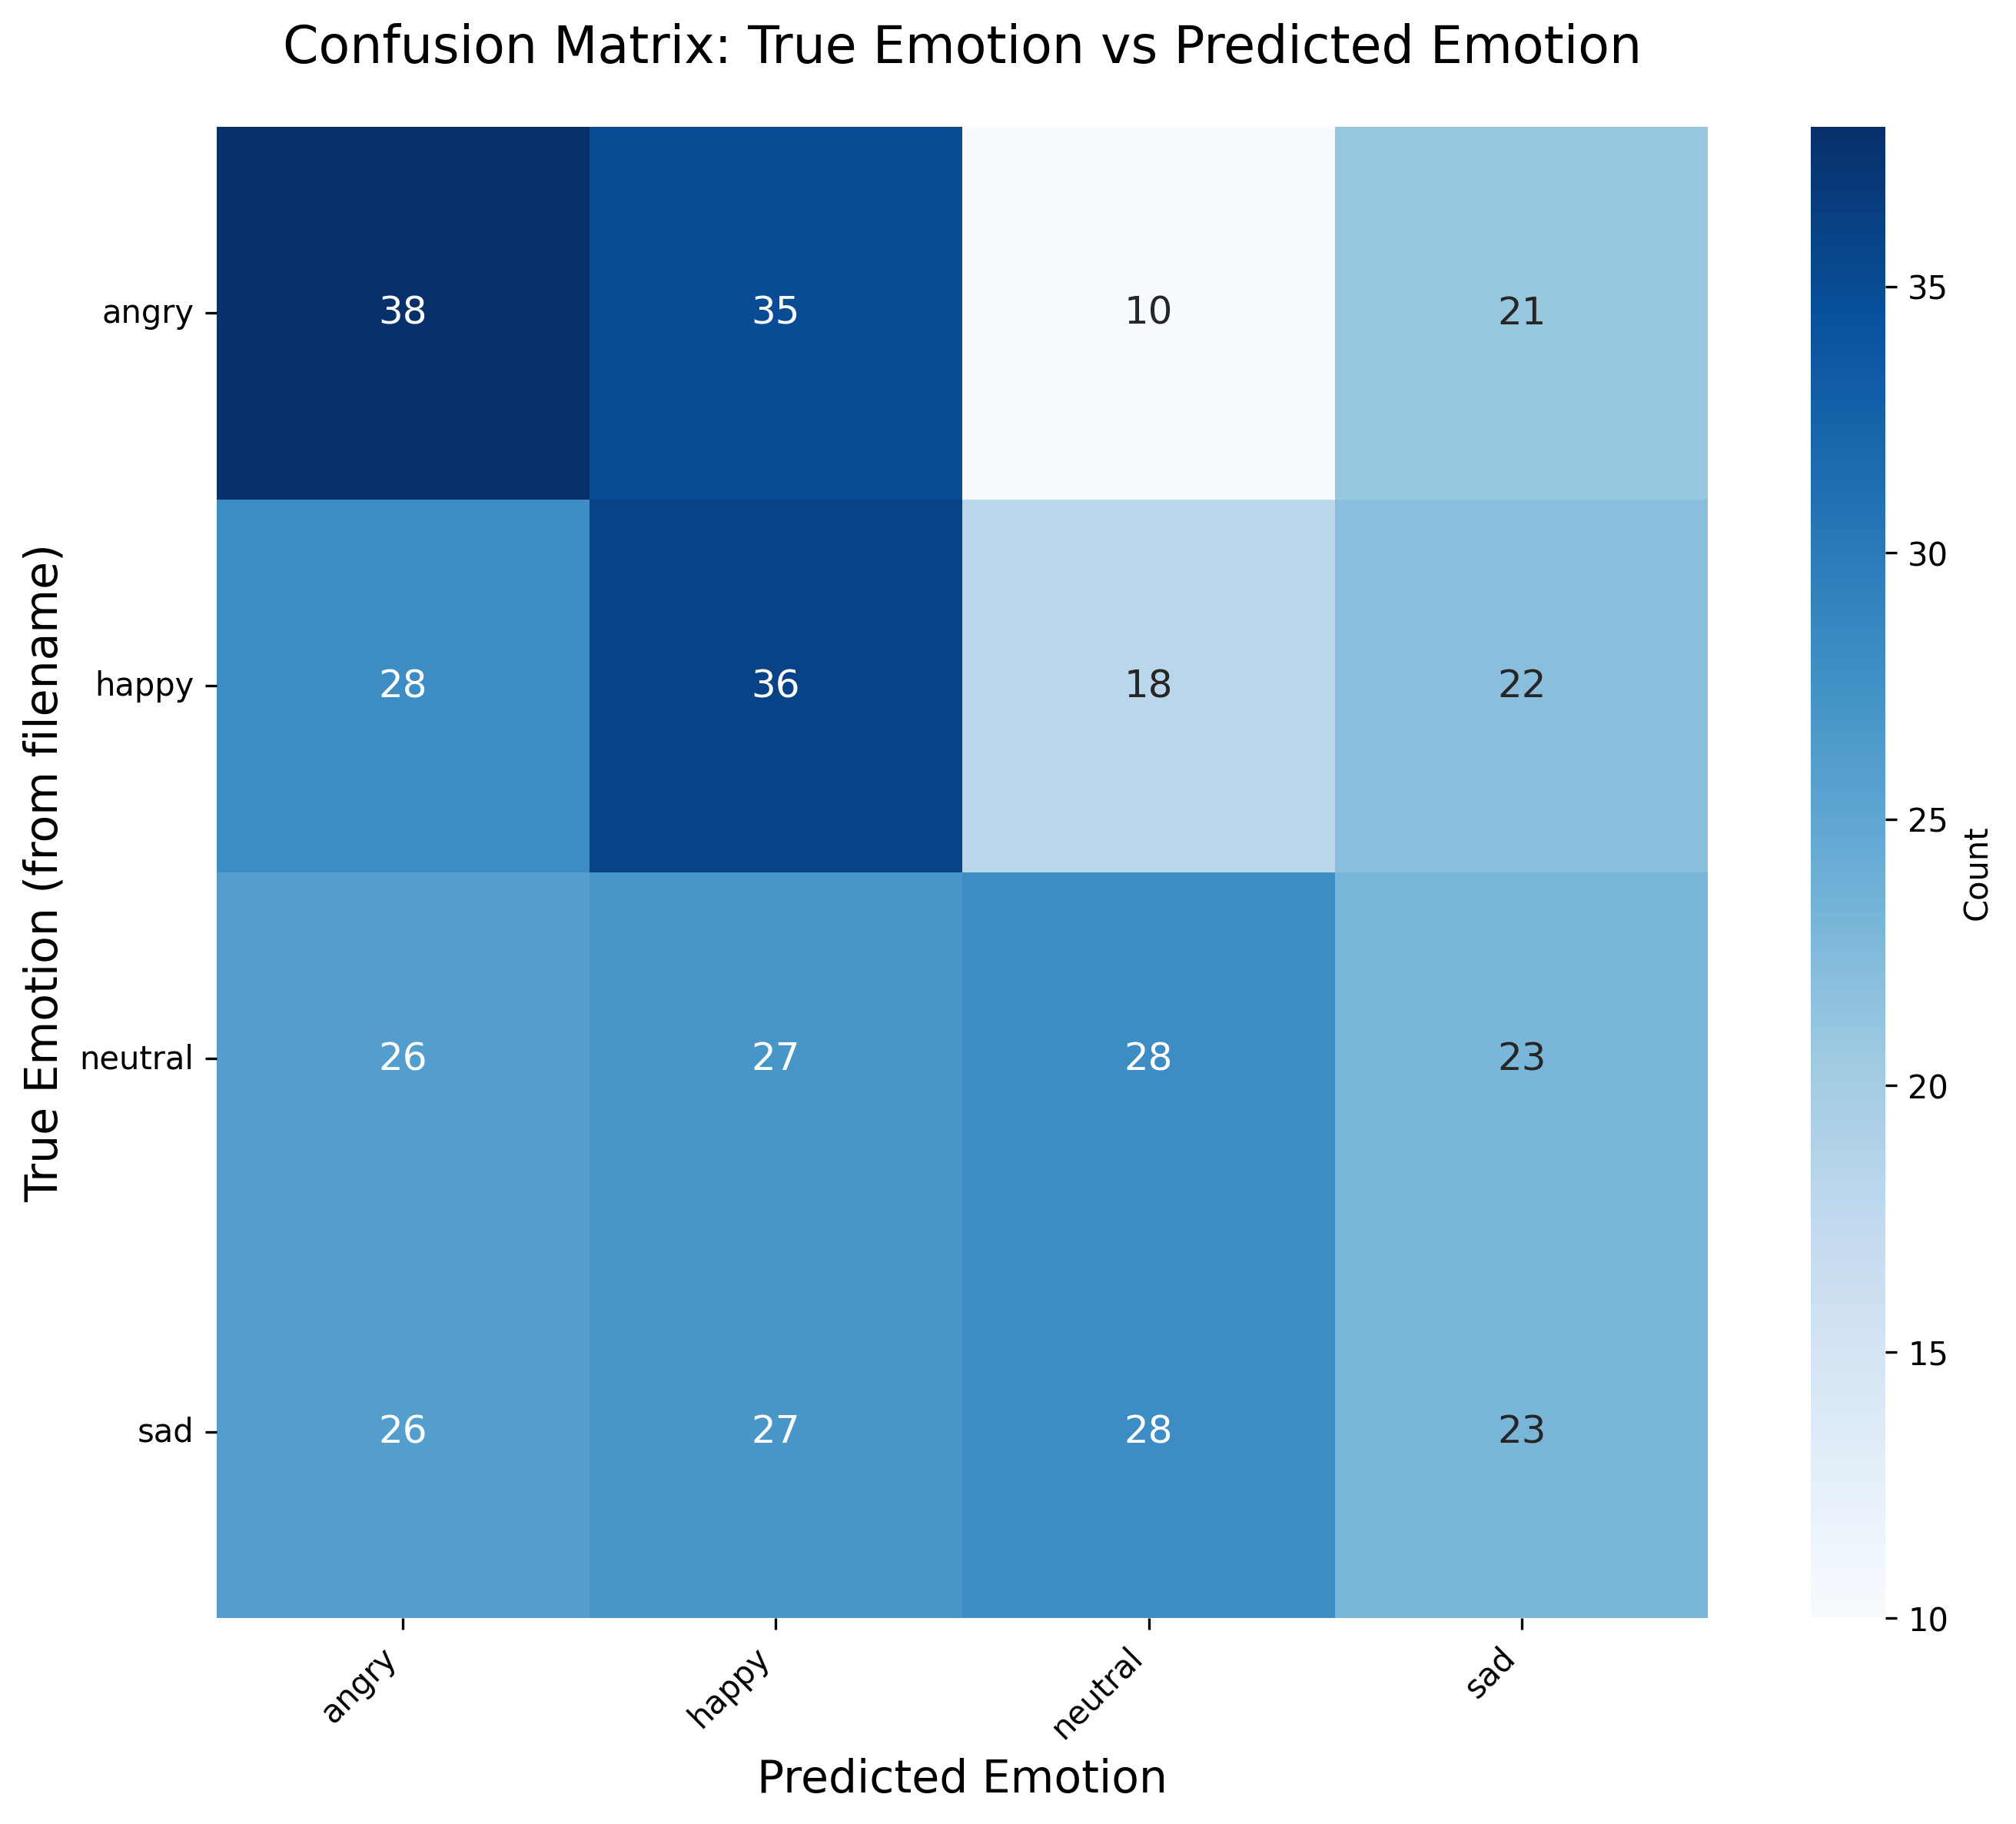 Confusion Matrix: True Emotion vs Predicted Emotion
True Emotion (from filename)
angry 38 35 10 21
happy 28 36 18 22
neutral 26 27 28 23
sad 26 27 28 23
angry happy neutral sad
Predicted Emotion
35
30
25
20
15
10
Count